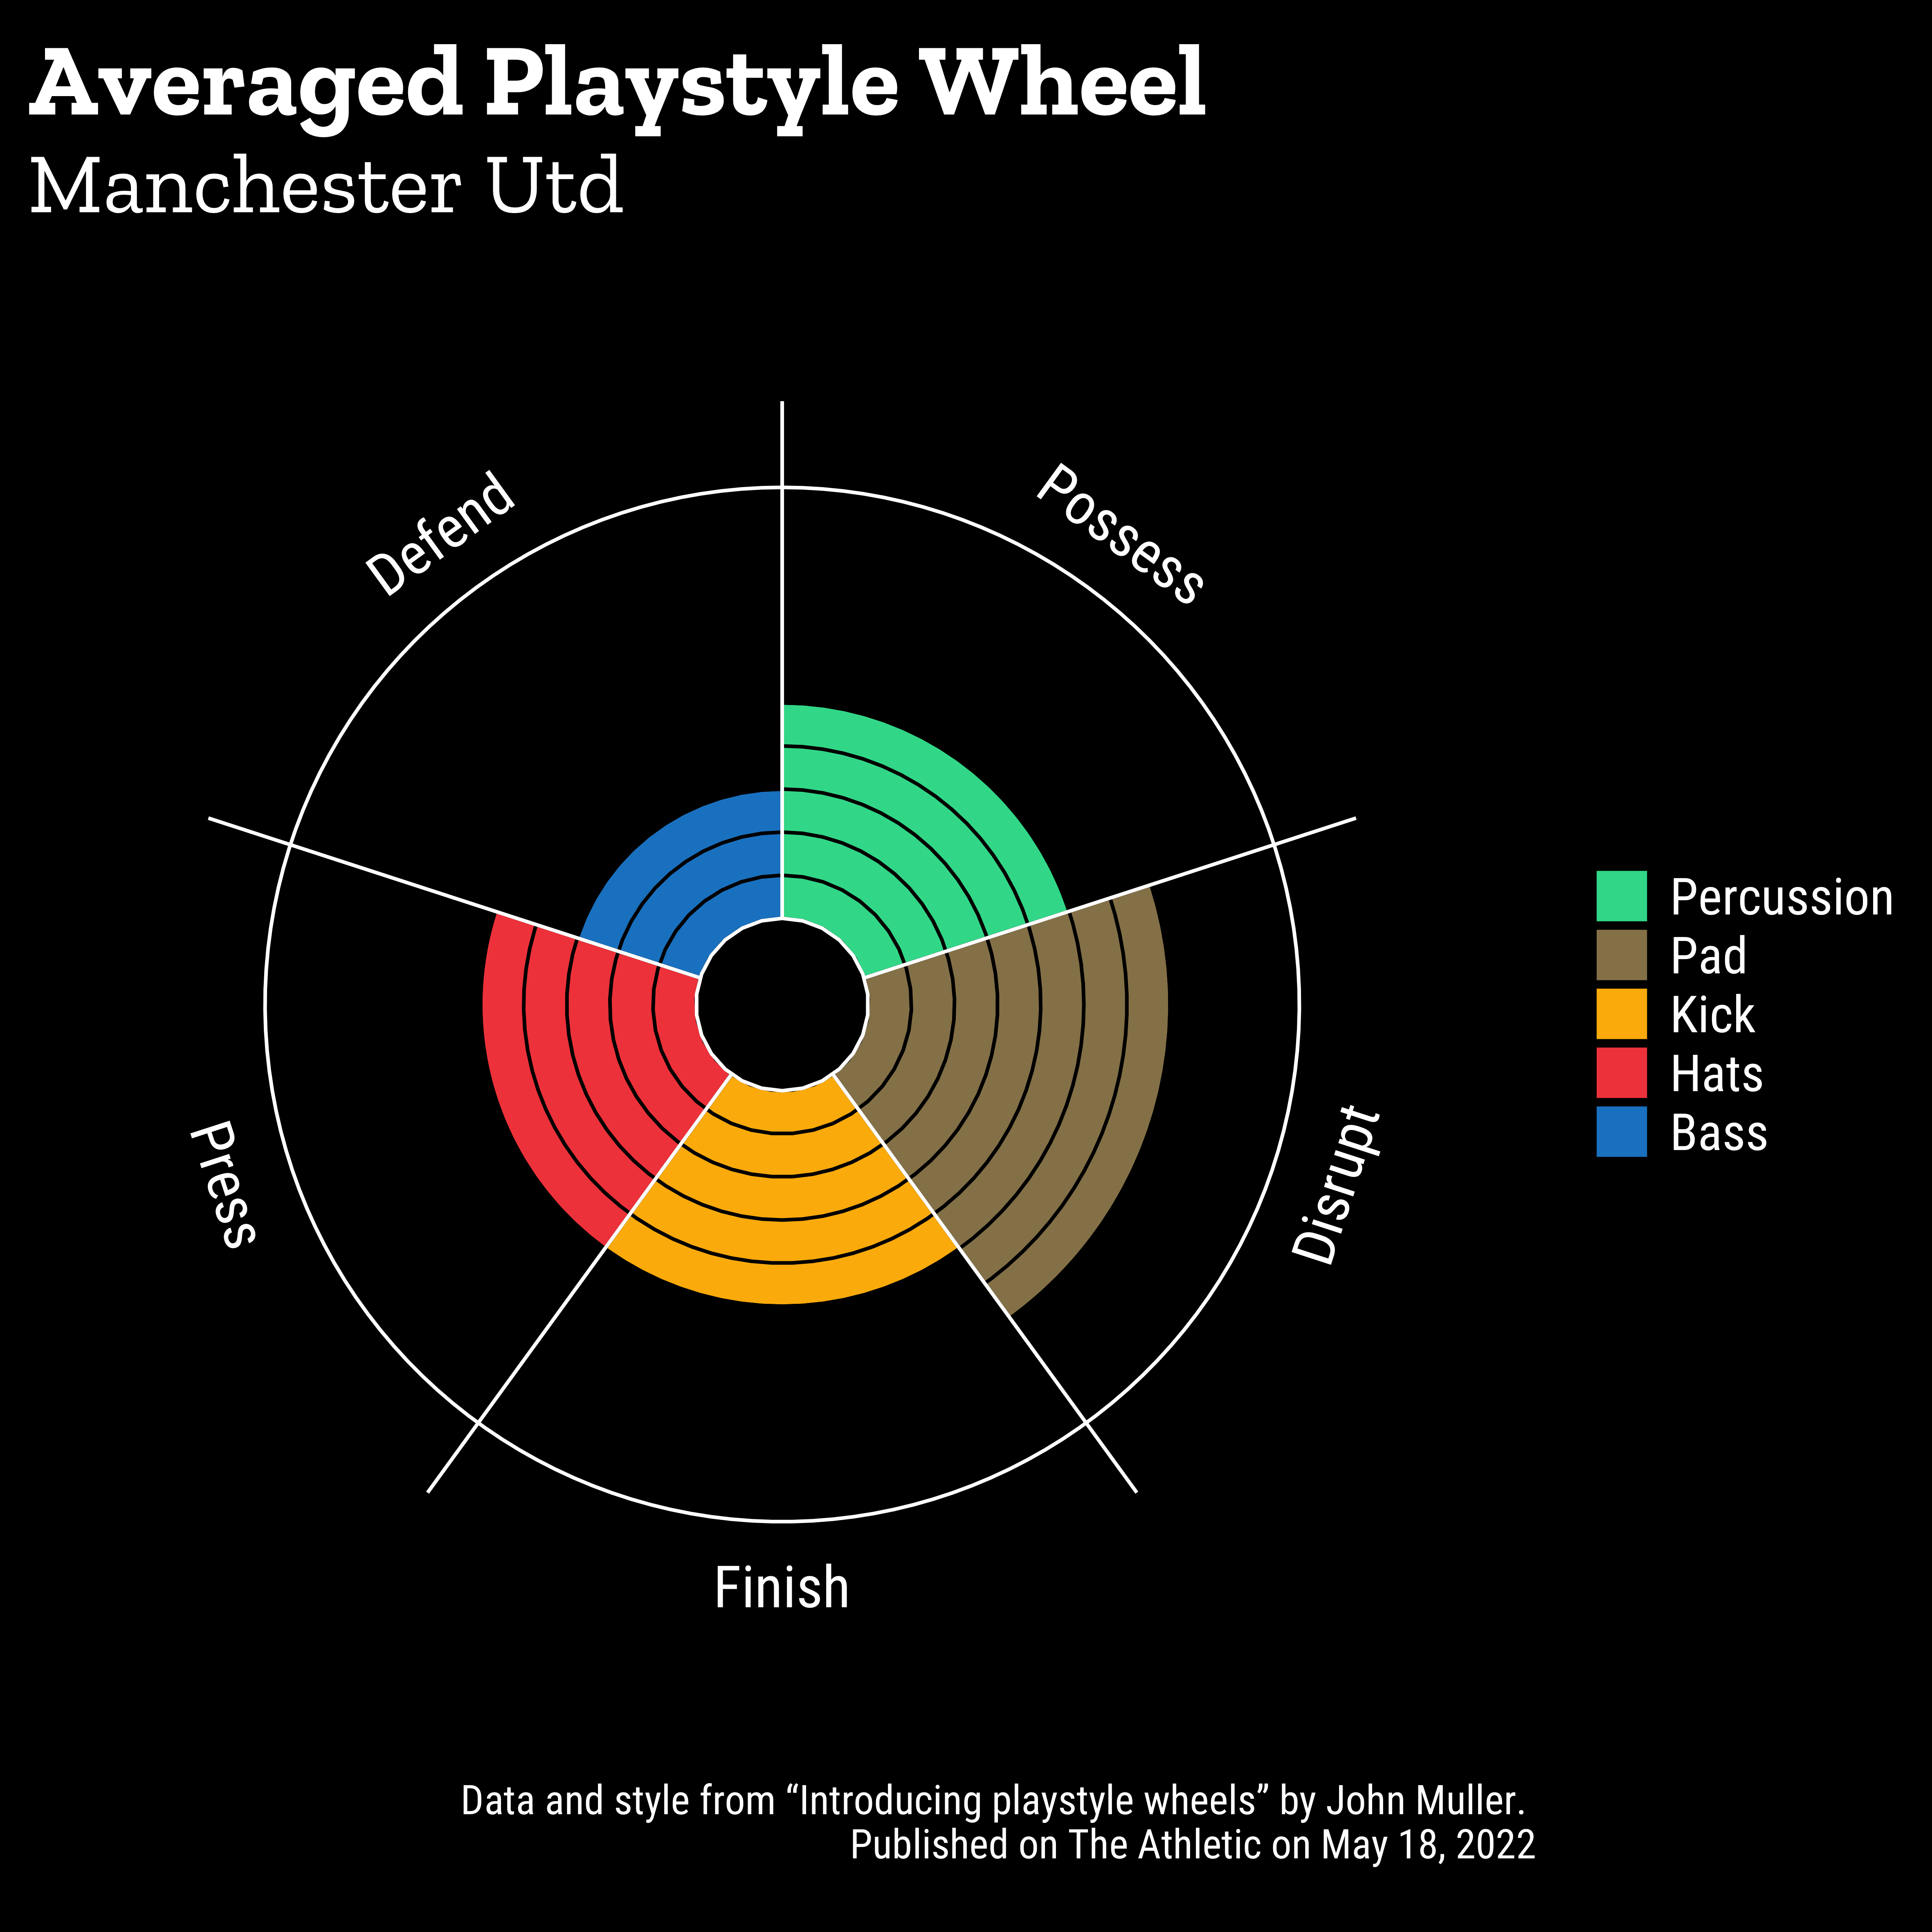 Averaged Playstyle Wheel
Manchester Utd
Defend
Possess
Press
Disrupt
Finish
Percussion
Pad
Kick
Hats
Bass
Data and style from “Introducing playstyle wheels” by John Muller.
Published on The Athletic on May 18, 2022